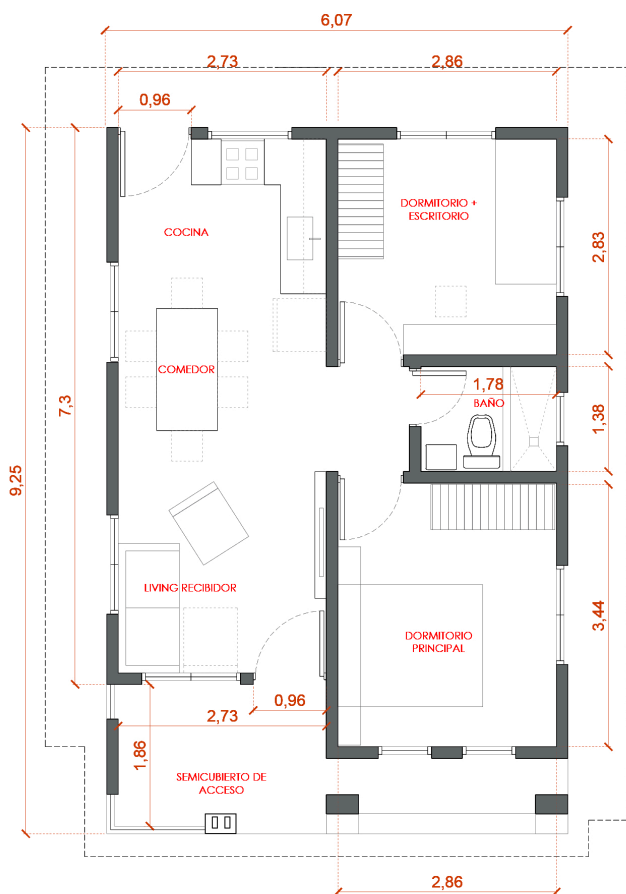 6,07
2,73
2,86
0,96
DORMITORIO +
ESCRITORIO
COCINA
2,83
COMEDOR
1,78
BAÑO
1,38
7,3
9,25
LIVING RECIBIDOR
DORMITORIO
PRINCIPAL
3,44
0,96
2,73
1,86
SEMICUBIERTO DE
ACCESO
2,86